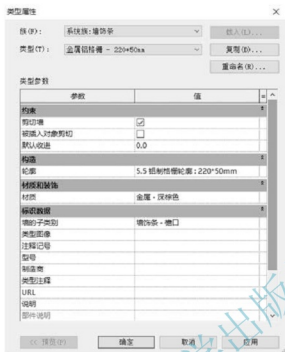 类型属性
族(F): 系统族:墙饰条 载入(L)...
类型(T): 金属铝格栅 - 220*50mm 复制(D)...
重命名(R)...
类型参数
参数 值 =
约束
剪切墙
被插入对象剪切
默认收进 0.0
构造
轮廓 5.5 铝制格栅轮廓:220*50mm
材质和装饰
材质 金属 - 深棕色
标识数据
墙的子类别 墙饰条 - 檐口
类型图像
注释记号
型号
制造商
类型注释
URL
说明
部件说明
<< 预览(P) 确定 取消 应用
出版